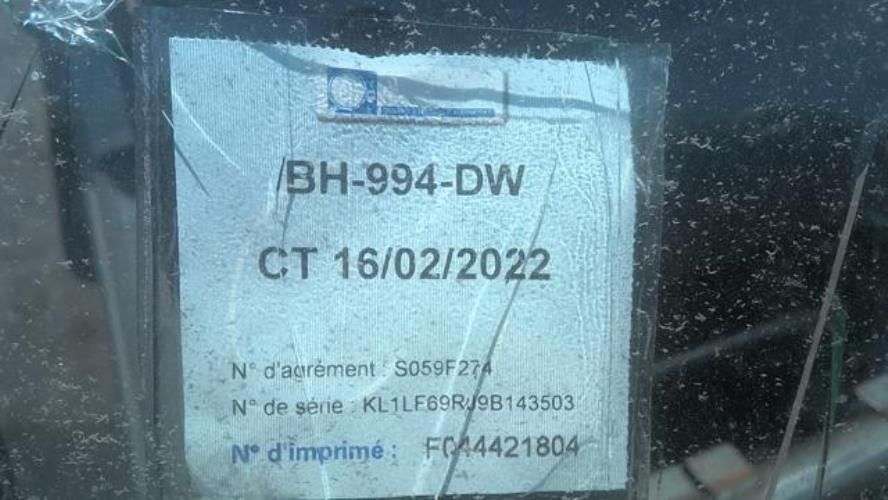 BH-994-DW
CT 16/02/2022
N° d'agrément : S059F274
N° de série : KL1LF69RJ9B143503
N° d'imprimé : F044421804